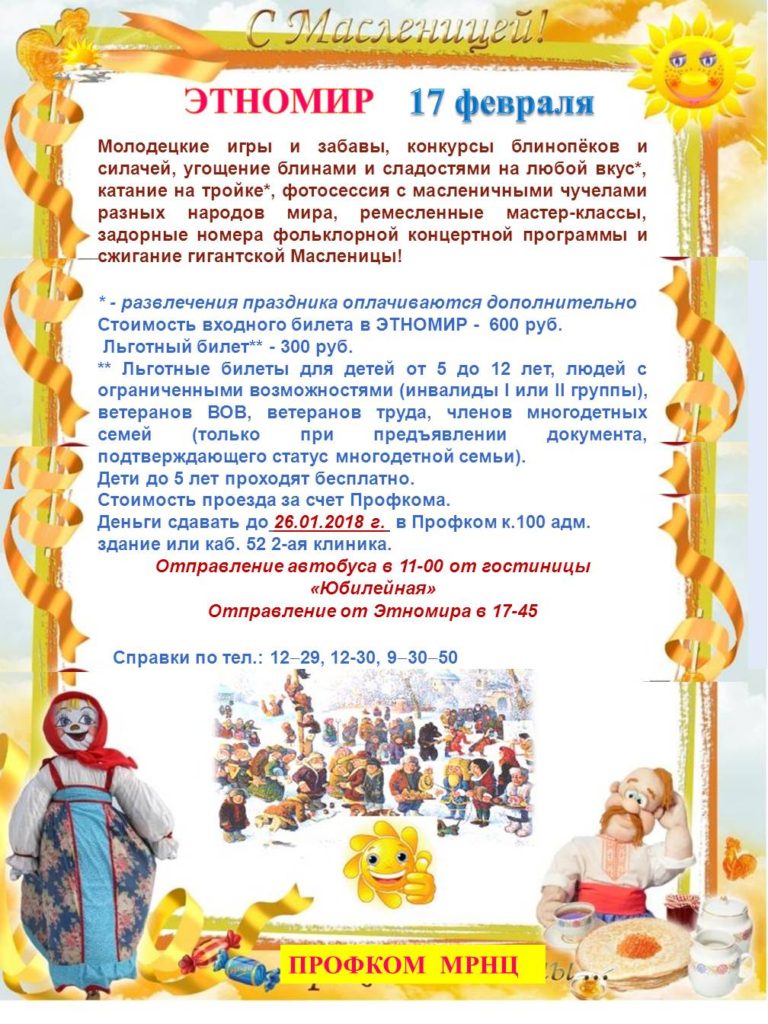 С Масленицей!
ЭТНОМИР 17 февраля
Молодецкие игры и забавы, конкурсы блинопёков и
силачей, угощение блинами и сладостями на любой вкус*,
катание на тройке*, фотосессия с масленичными чучелами
разных народов мира, ремесленные мастер-классы,
задорные номера фольклорной концертной программы и
сжигание гигантской Масленицы!
* - развлечения праздника оплачиваются дополнительно
Стоимость входного билета в ЭТНОМИР - 600 руб.
Льготный билет** - 300 руб.
** Льготные билеты для детей от 5 до 12 лет, людей с
ограниченными возможностями (инвалиды I или II группы),
ветеранов ВОВ, ветеранов труда, членов многодетных
семей (только при предъявлении документа,
подтверждающего статус многодетной семьи).
Дети до 5 лет проходят бесплатно.
Стоимость проезда за счет Профкома.
Деньги сдавать до 26.01.2018 г. в Профком к.100 адм.
здание или каб. 52 2-ая клиника.
Отправление автобуса в 11-00 от гостиницы
«Юбилейная»
Отправление от Этномира в 17-45
Справки по тел.: 12–29, 12-30, 9–30–50
ПРОФКОМ МРНЦ